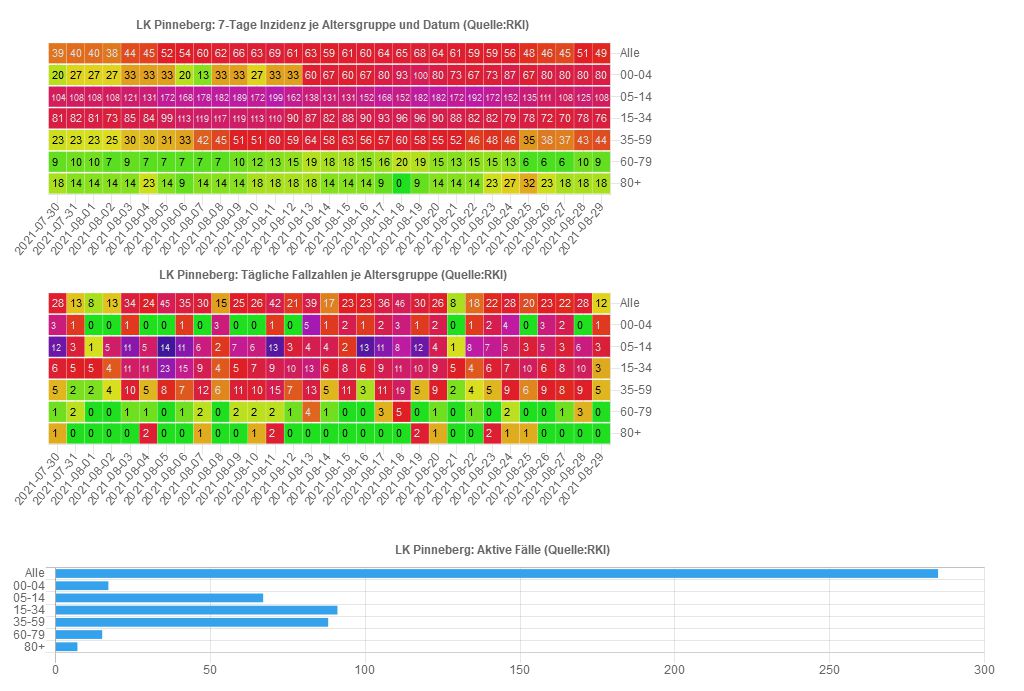 LK Pinneberg: 7-Tage Inzidenz je Altersgruppe und Datum (Quelle:RKI)
39 40 40 38 44 45 52 54 60 62 66 63 69 61 63 59 61 60 64 65 68 64 61 59 59 56 48 46 45 51 49 Alle
20 27 27 27 33 33 33 20 13 33 33 27 33 33 60 67 60 67 80 93 100 80 73 67 73 87 67 80 80 80 80 00-04
104 108 108 108 121 131 172 168 178 182 189 172 199 162 138 131 131 152 168 152 182 182 172 192 172 152 135 111 108 125 108 05-14
81 82 81 73 85 84 99 113 119 117 119 113 110 90 87 82 88 90 93 96 96 90 88 82 82 79 78 72 70 78 76 15-34
23 23 23 25 30 30 31 33 42 45 51 51 60 59 64 58 63 56 57 60 58 55 52 46 48 46 35 38 37 43 44 35-59
9 10 10 7 9 7 7 7 7 7 10 12 13 15 19 18 18 15 16 20 19 15 13 15 15 13 6 6 6 10 9 60-79
18 14 14 14 14 23 14 9 14 14 14 18 18 18 18 14 14 14 9 0 9 14 14 14 23 27 32 23 18 18 18 80+
2021-07-30 2021-07-31 2021-08-01 2021-08-02 2021-08-03 2021-08-04 2021-08-05 2021-08-06 2021-08-07 2021-08-08 2021-08-09 2021-08-10 2021-08-11 2021-08-12 2021-08-13 2021-08-14 2021-08-15 2021-08-16 2021-08-17 2021-08-18 2021-08-19 2021-08-20 2021-08-21 2021-08-22 2021-08-23 2021-08-24 2021-08-25 2021-08-26 2021-08-27 2021-08-28 2021-08-29
LK Pinneberg: Tägliche Fallzahlen je Altersgruppe (Quelle:RKI)
28 13 8 13 34 24 45 35 30 15 25 26 42 21 39 17 23 23 36 46 30 26 8 18 22 28 20 23 22 28 12 Alle
3 1 0 0 1 0 0 1 0 3 0 0 1 0 5 1 2 1 2 3 1 2 0 1 2 4 0 3 2 0 1 00-04
12 3 1 5 11 5 14 11 6 2 7 6 13 3 4 4 2 13 11 8 12 4 1 8 7 5 3 5 3 6 3 05-14
6 5 5 4 11 11 23 15 9 4 5 7 9 10 13 6 8 6 9 11 10 9 5 4 6 7 10 6 8 10 3 15-34
5 2 2 4 10 5 8 7 12 6 11 10 15 7 13 5 11 3 11 19 5 9 2 4 5 9 6 9 8 9 5 35-59
1 2 0 0 1 1 0 1 2 0 2 2 2 1 4 1 0 0 3 5 0 1 0 1 0 2 0 0 1 3 0 60-79
1 0 0 0 0 2 0 0 1 0 0 1 2 0 0 0 0 0 0 0 2 1 0 0 2 1 1 0 0 0 0 80+
2021-07-30 2021-07-31 2021-08-01 2021-08-02 2021-08-03 2021-08-04 2021-08-05 2021-08-06 2021-08-07 2021-08-08 2021-08-09 2021-08-10 2021-08-11 2021-08-12 2021-08-13 2021-08-14 2021-08-15 2021-08-16 2021-08-17 2021-08-18 2021-08-19 2021-08-20 2021-08-21 2021-08-22 2021-08-23 2021-08-24 2021-08-25 2021-08-26 2021-08-27 2021-08-28 2021-08-29
LK Pinneberg: Aktive Fälle (Quelle:RKI)
Alle
00-04
05-14
15-34
35-59
60-79
80+
0 50 100 150 200 250 300